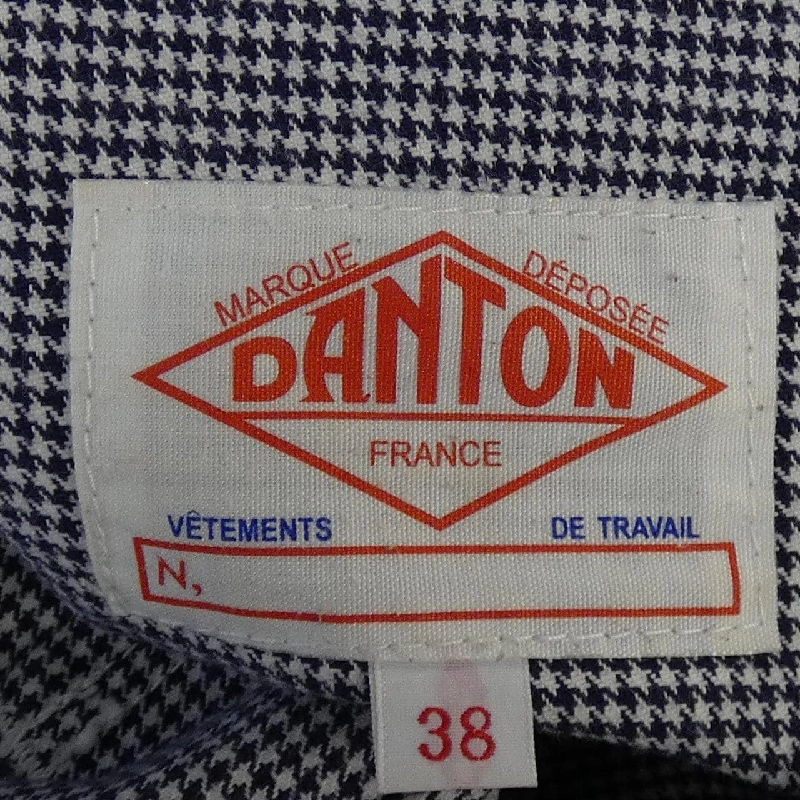 MARQUE DÉPOSÉE
DANTON
FRANCE
VÊTEMENTS DE TRAVAIL
N,
38